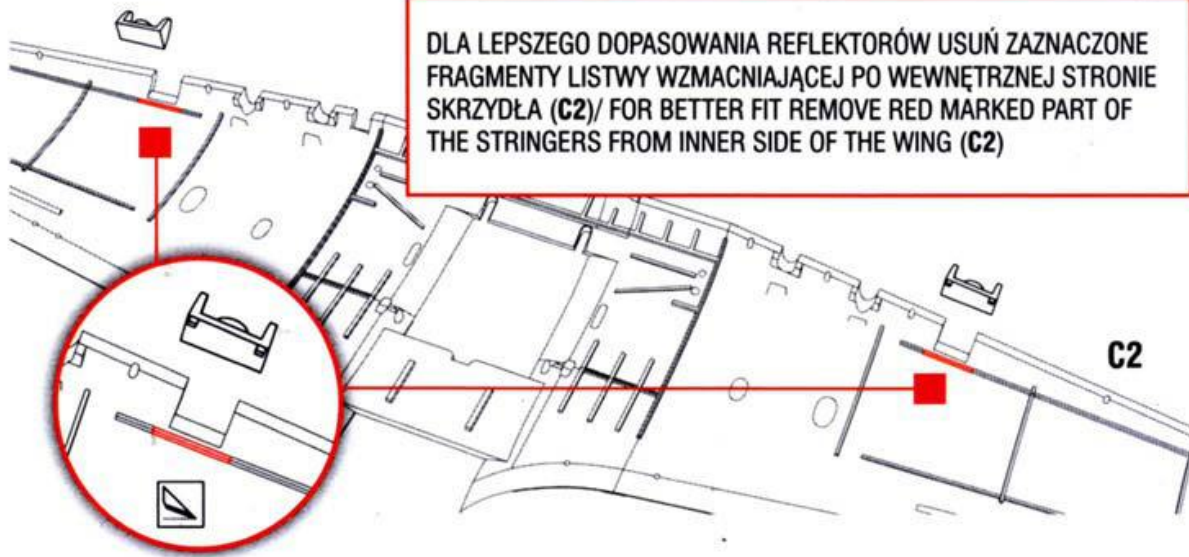 DLA LEPSZEGO DOPASOWANIA REFLEKTORÓW USUŃ ZAZNACZONE
FRAGMENTY LISTWY WZMACNIAJĄCEJ PO WEWNĘTRZNEJ STRONIE
SKRZYDŁA (C2)/ FOR BETTER FIT REMOVE RED MARKED PART OF
THE STRINGERS FROM INNER SIDE OF THE WING (C2)
C2